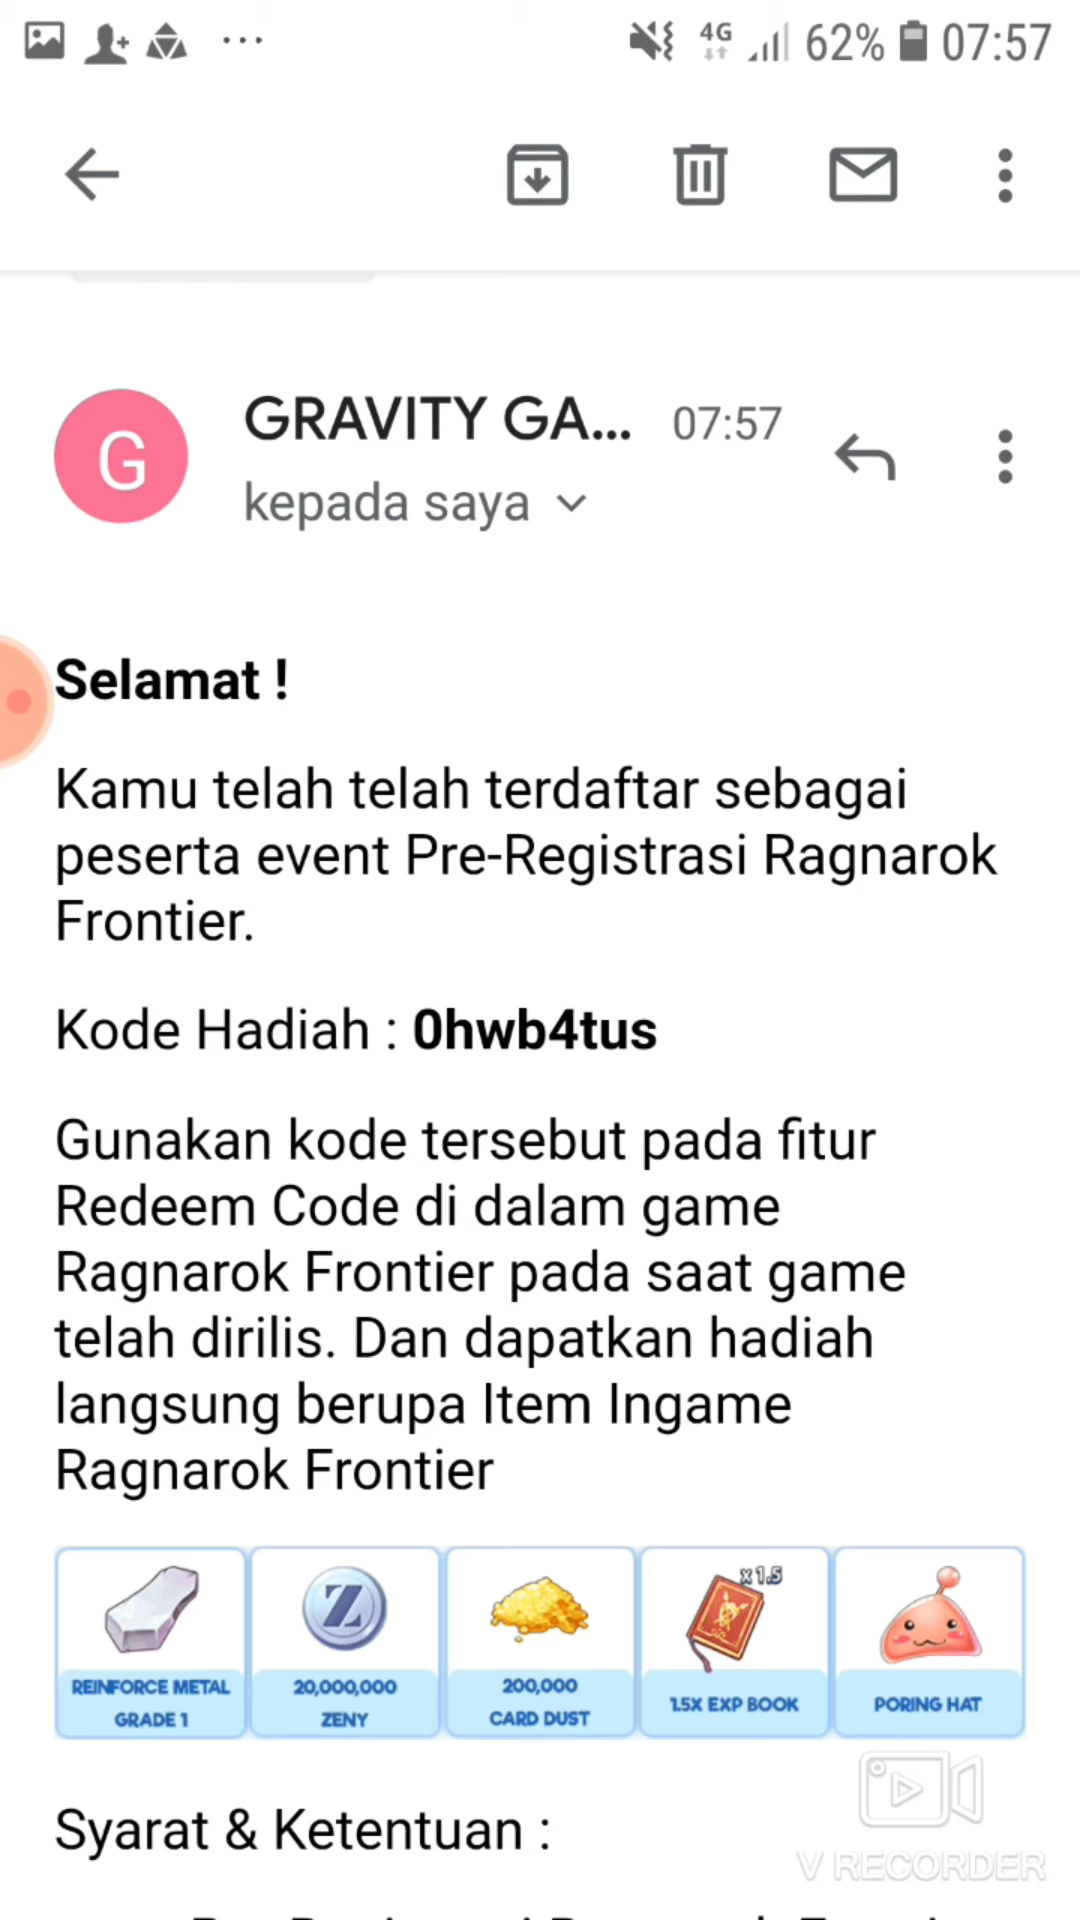 4G 62% 07:57
GRAVITY GA... 07:57
G
kepada saya
Selamat !
Kamu telah telah terdaftar sebagai
peserta event Pre-Registrasi Ragnarok
Frontier.
Kode Hadiah : 0hwb4tus
Gunakan kode tersebut pada fitur
Redeem Code di dalam game
Ragnarok Frontier pada saat game
telah dirilis. Dan dapatkan hadiah
langsung berupa Item Ingame
Ragnarok Frontier
Z
x1.5
REINFORCE METAL
GRADE 1
20,000,000
ZENY
200,000
CARD DUST
1.5X EXP BOOK
PORING HAT
Syarat & Ketentuan :
V RECORDER